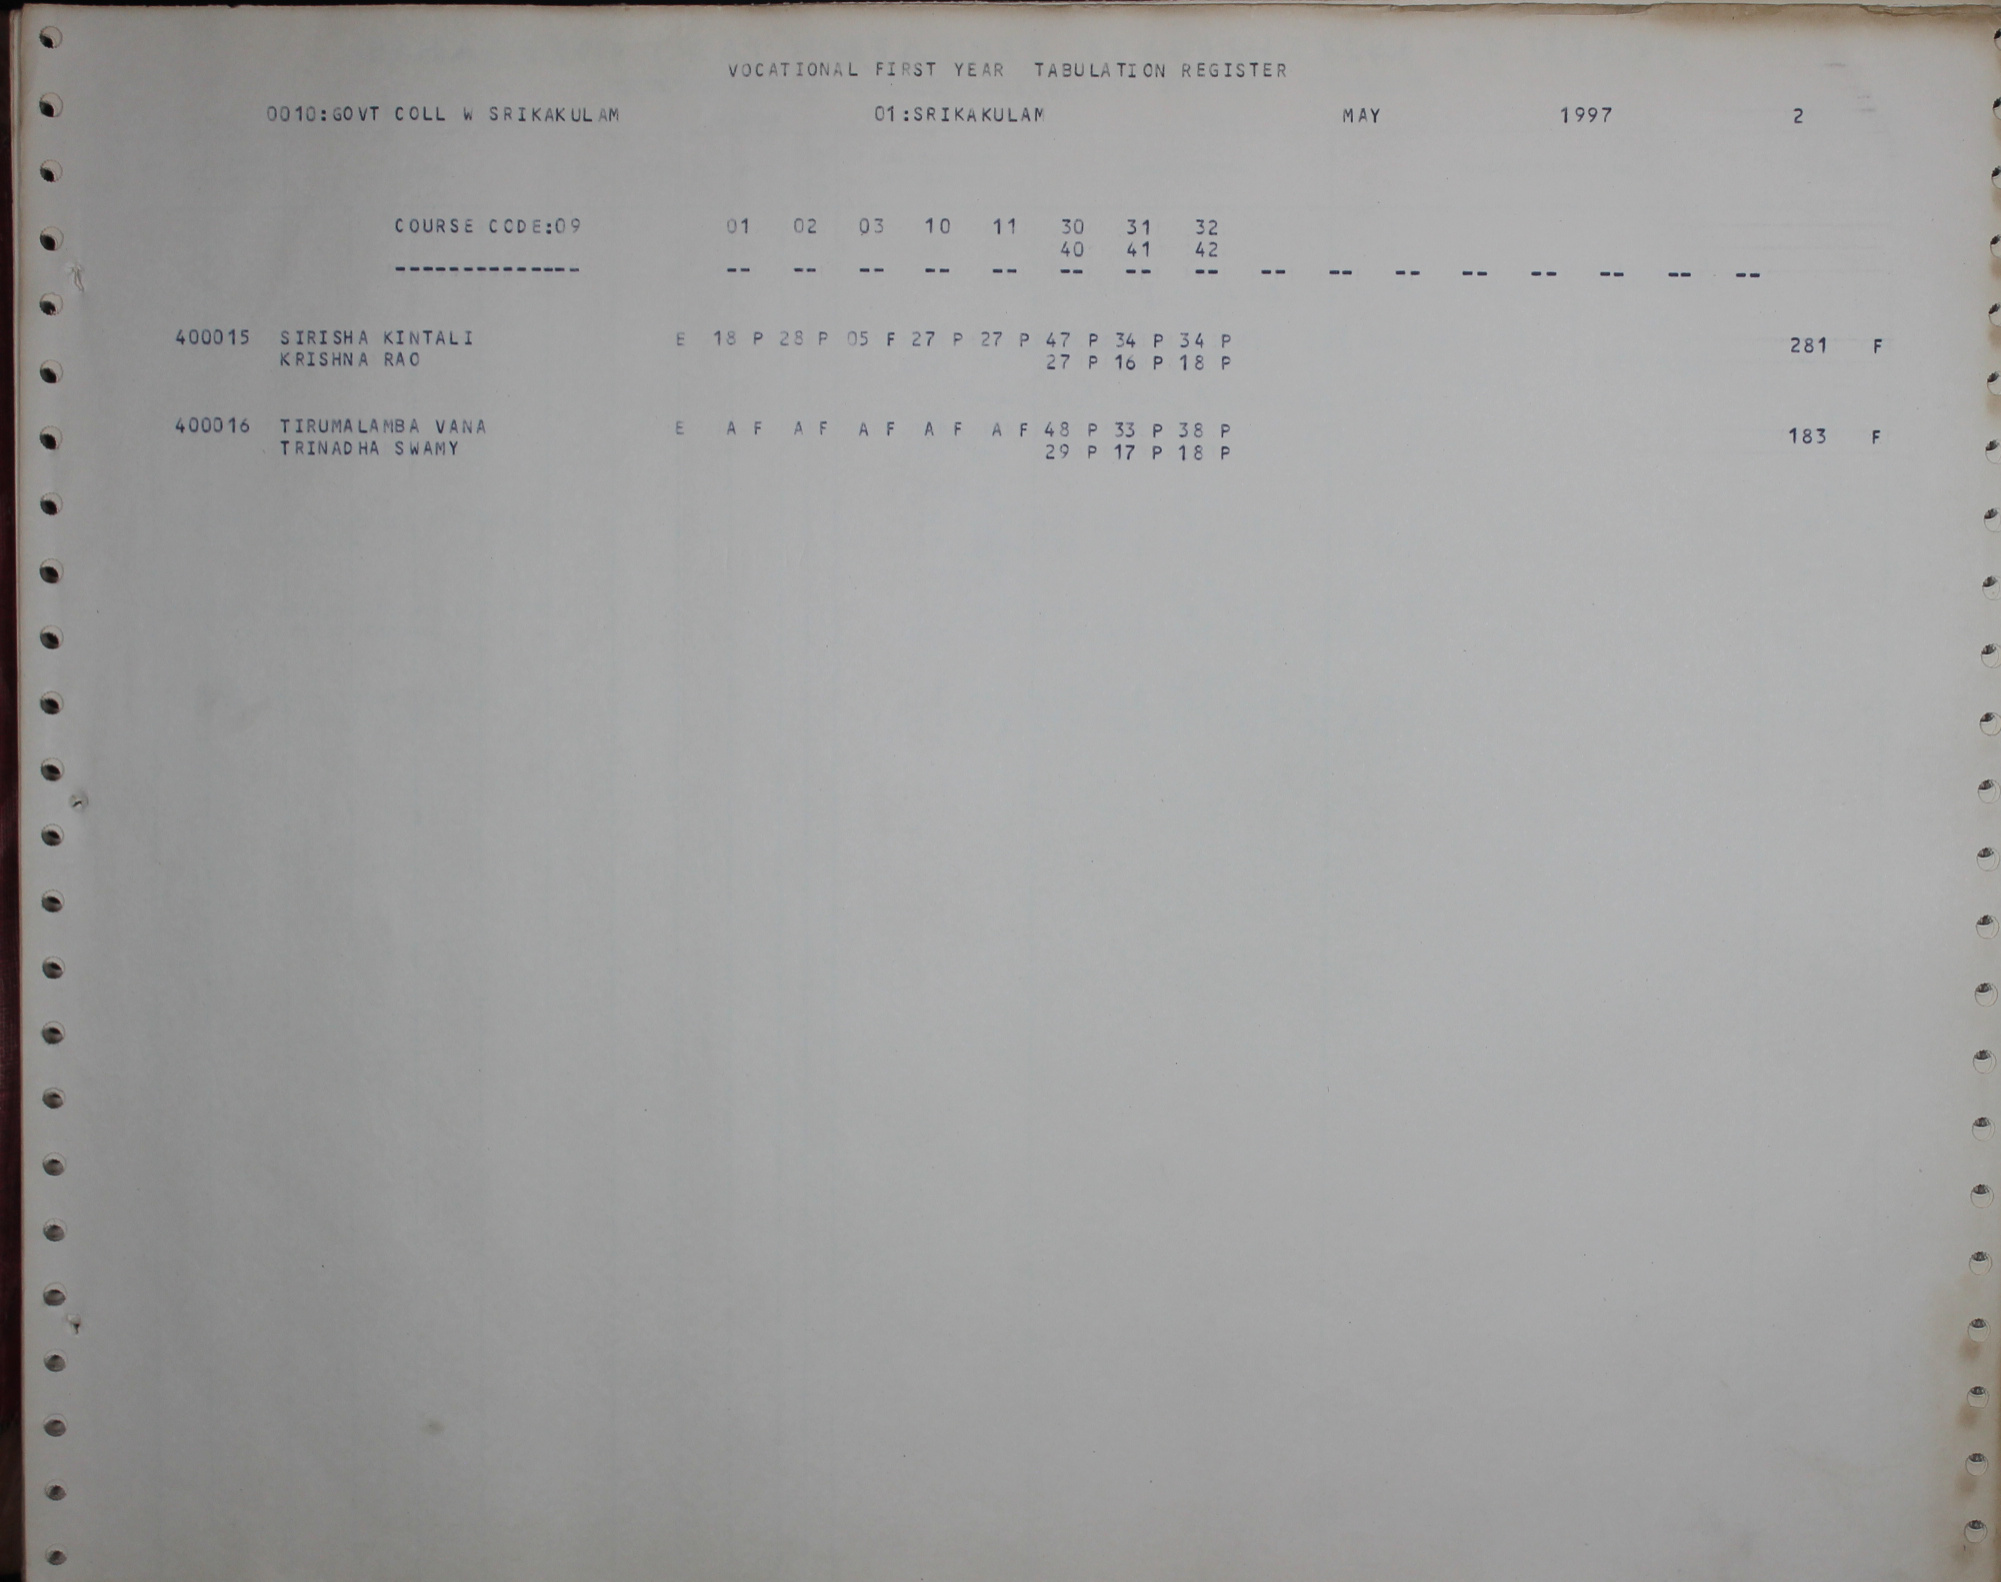 VOCATIONAL FIRST YEAR TABULATION REGISTER
0010:GOVT COLL W SRIKAKULAM 01:SRIKAKULAM MAY 1997 2
COURSE CODE:09 01 02 03 10 11 30 31 32
40 41 42
-------------- -- -- -- -- -- -- -- -- -- -- -- -- -- -- -- --
400015 SIRISHA KINTALI E 18 P 28 P 05 F 27 P 27 P 47 P 34 P 34 P 281 F
KRISHNA RAO 27 P 16 P 18 P
400016 TIRUMALAMBA VANA E A F A F A F A F A F 48 P 33 P 38 P 183 F
TRINADHA SWAMY 29 P 17 P 18 P